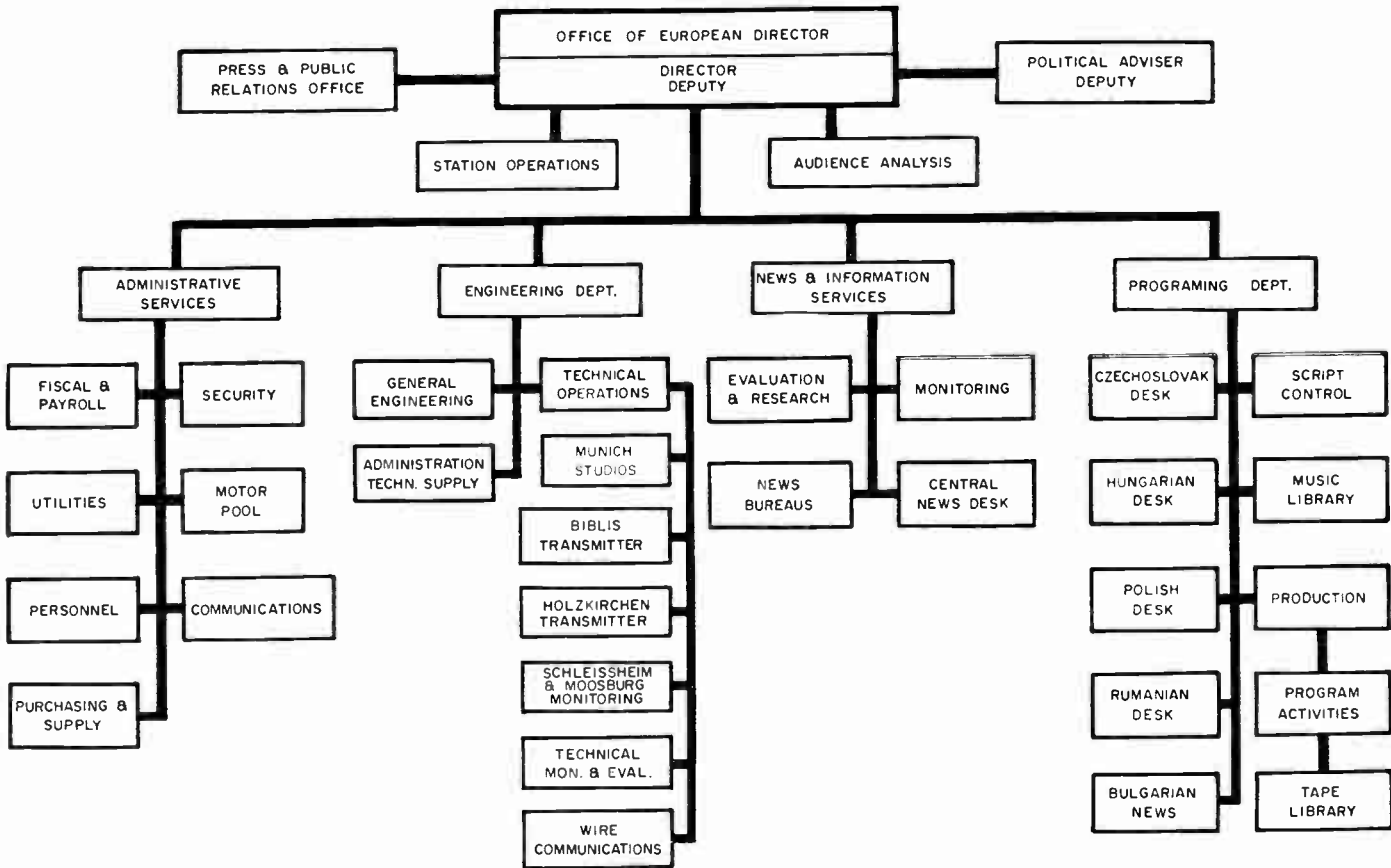 OFFICE OF EUROPEAN DIRECTOR
DIRECTOR
DEPUTY
PRESS & PUBLIC
RELATIONS OFFICE
POLITICAL ADVISER
DEPUTY
STATION OPERATIONS
AUDIENCE ANALYSIS
ADMINISTRATIVE
SERVICES
FISCAL &
PAYROLL
SECURITY
UTILITIES
MOTOR
POOL
PERSONNEL
COMMUNICATIONS
PURCHASING &
SUPPLY
ENGINEERING DEPT.
GENERAL
ENGINEERING
TECHNICAL
OPERATIONS
ADMINISTRATION
TECHN. SUPPLY
MUNICH
STUDIOS
BIBLIS
TRANSMITTER
HOLZKIRCHEN
TRANSMITTER
SCHLEISSHEIM
& MOOSBURG
MONITORING
TECHNICAL
MON. & EVAL.
WIRE
COMMUNICATIONS
NEWS & INFORMATION
SERVICES
EVALUATION
& RESEARCH
MONITORING
NEWS
BUREAUS
CENTRAL
NEWS DESK
PROGRAMING DEPT.
CZECHOSLOVAK
DESK
SCRIPT
CONTROL
HUNGARIAN
DESK
MUSIC
LIBRARY
POLISH
DESK
PRODUCTION
RUMANIAN
DESK
PROGRAM
ACTIVITIES
BULGARIAN
NEWS
TAPE
LIBRARY